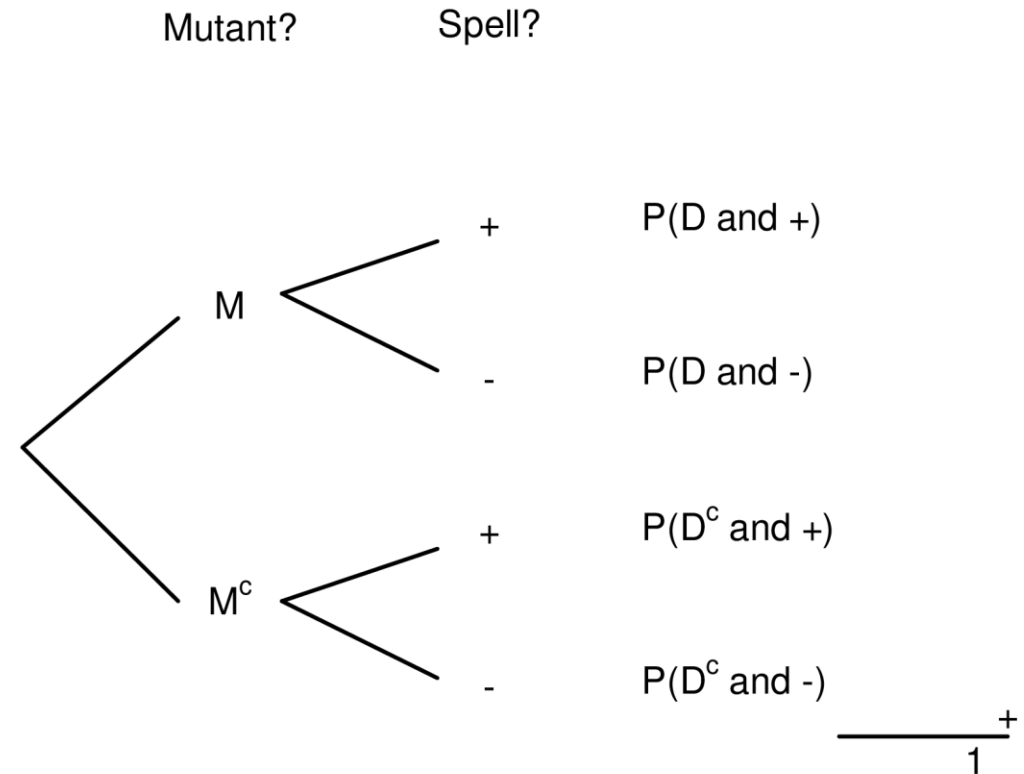 Mutant? Spell?
+ P(D and +)
M
- P(D and -)
+ P(Dᶜ and +)
Mᶜ
- P(Dᶜ and -)
+
1